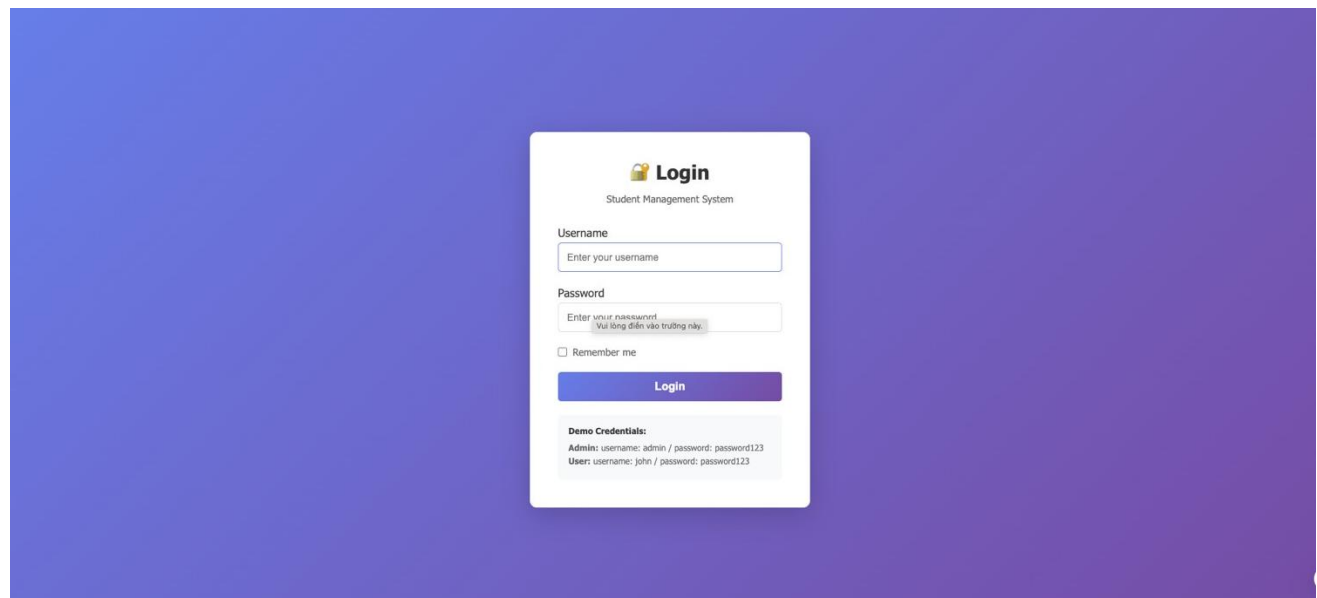 🔐 Login
Student Management System
Username
Enter your username
Password
Enter your password
Vui lòng điền vào trường này.
Remember me
Login
Demo Credentials:
Admin: username: admin / password: password123
User: username: john / password: password123